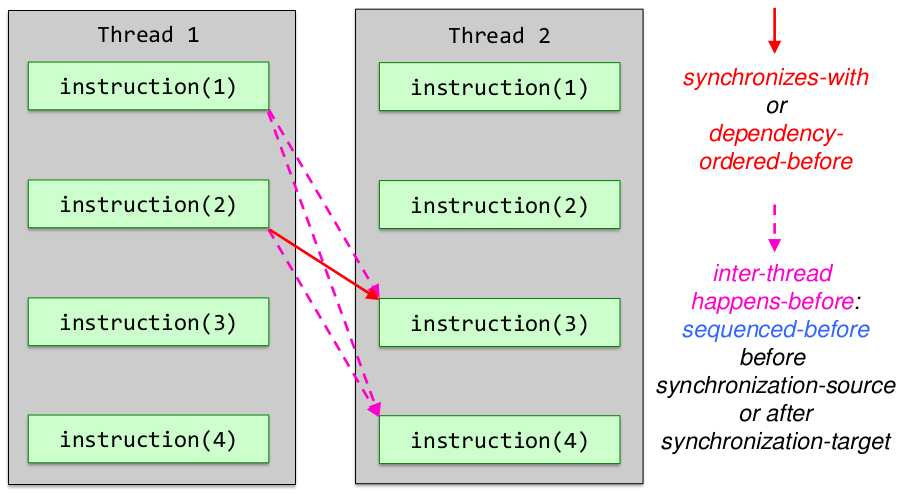 Thread 1
instruction(1)
instruction(2)
instruction(3)
instruction(4)
Thread 2
instruction(1)
instruction(2)
instruction(3)
instruction(4)
synchronizes-with
or
dependency-
ordered-before
inter-thread
happens-before:
sequenced-before
before
synchronization-source
or after
synchronization-target